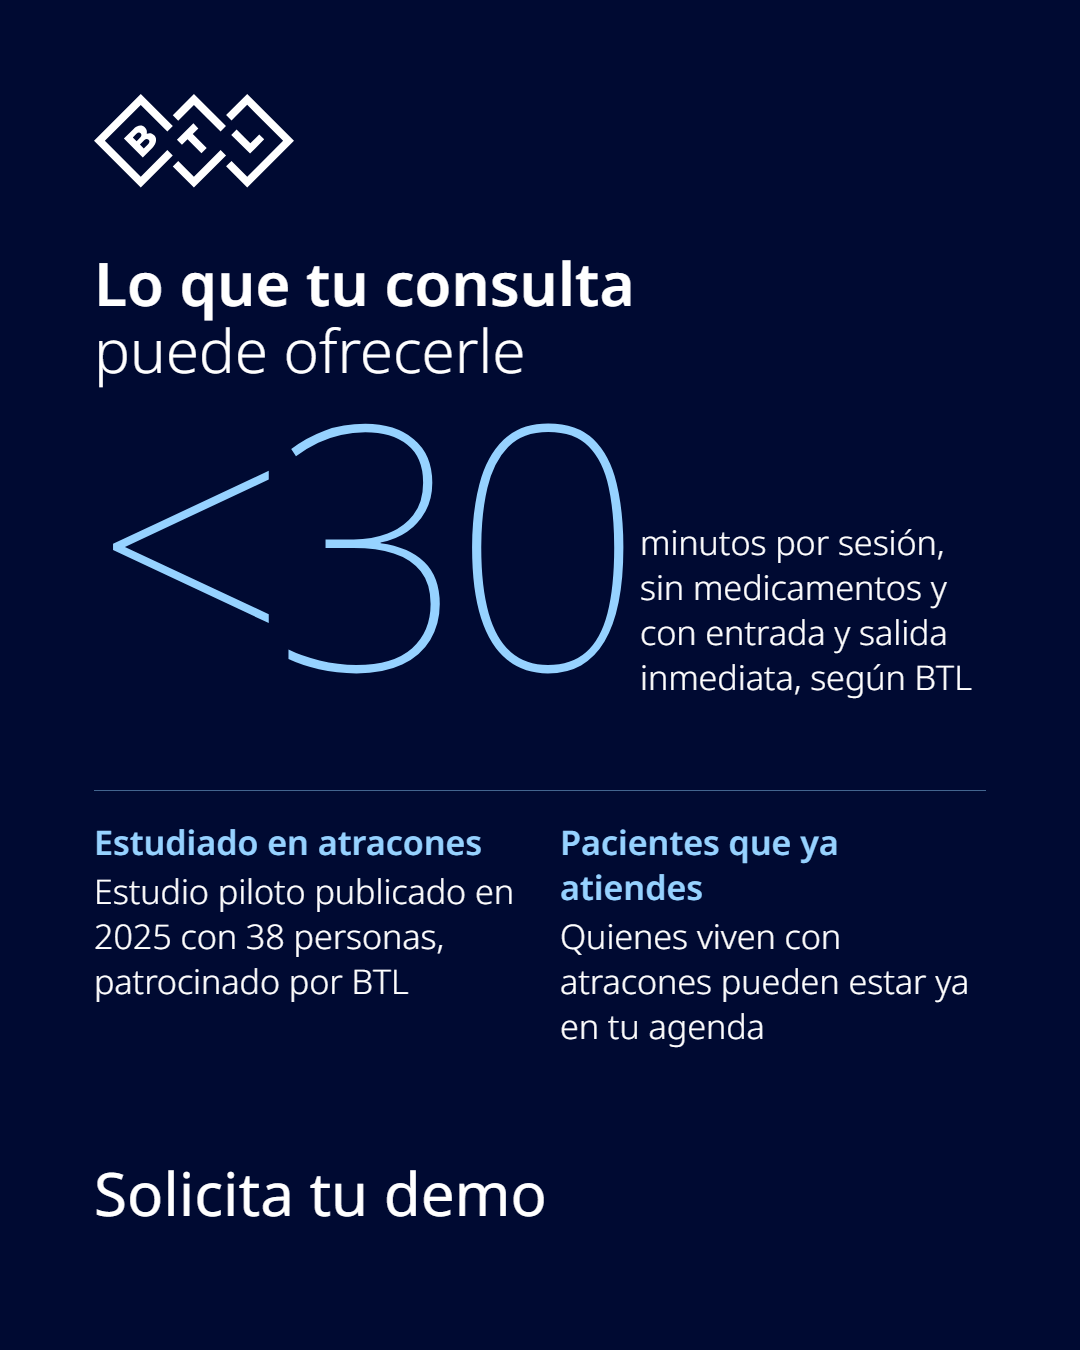 BTL
Lo que tu consulta
puede ofrecerle
<30
minutos por sesión,
sin medicamentos y
con entrada y salida
inmediata, según BTL
Estudiado en atracones
Estudio piloto publicado en
2025 con 38 personas,
patrocinado por BTL
Pacientes que ya
atiendes
Quienes viven con
atracones pueden estar ya
en tu agenda
Solicita tu demo